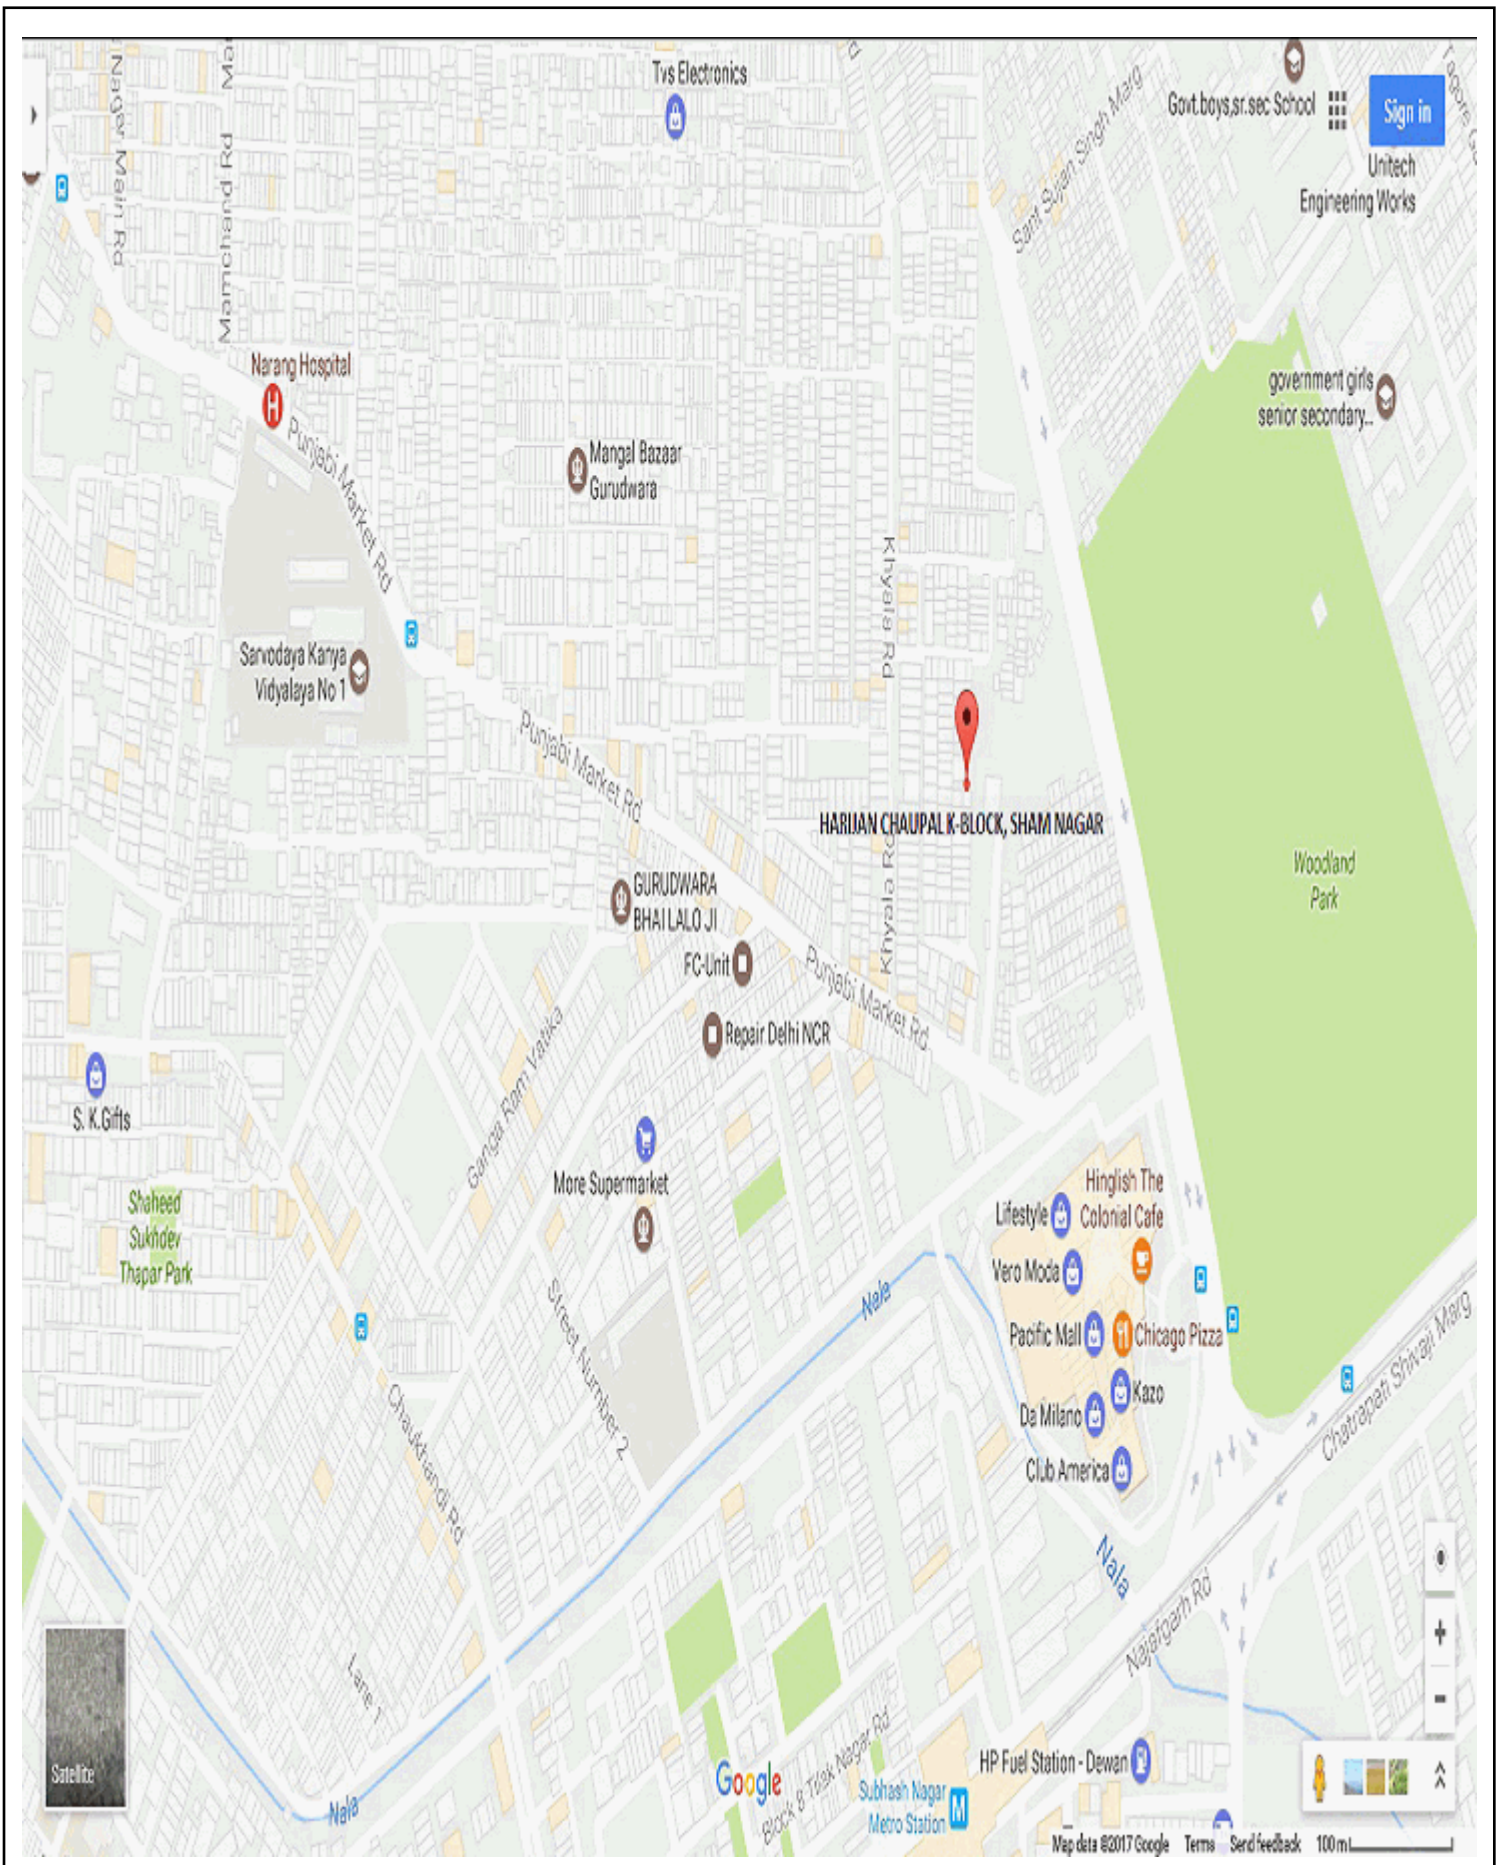 Tvs Electronics
Govt.boys,sr.sec School
Sign in
Unitech
Engineering Works
Nager Main Rd
Mamchand Rd
Sant Sujan Singh Marg
Narang Hospital
Punjabi Market Rd
Mangal Bazaar
Gurudwara
government girls
senior secondary...
Khyala Rd
Sarvodaya Kanya
Vidyalaya No 1
Punjabi Market Rd
HARIJAN CHAUPAL K-BLOCK, SHAM NAGAR
Khyala Rd
Woodland
Park
GURUDWARA
BHAI LALO JI
FC-Unit
Punjabi Market Rd
Repair Delhi NCR
Ganga Ram Vatika
S. K.Gifts
More Supermarket
Shaheed
Sukhdev
Thapar Park
Hinglish The
Colonial Cafe
Lifestyle
Vero Moda
Nala
Street Number 2
Pacific Mall
Chicago Pizza
Kazo
Da Milano
Club America
Chatrapati Shivaji Marg
Chaukhandi Rd
Nala
Najafgarh Rd
Lane 1
Satellite
Nala
Google
Block 8 Tilak Nagar Rd
Subhash Nagar
Metro Station
HP Fuel Station - Dewan
Map data ©2017 Google Terms Send feedback 100 m